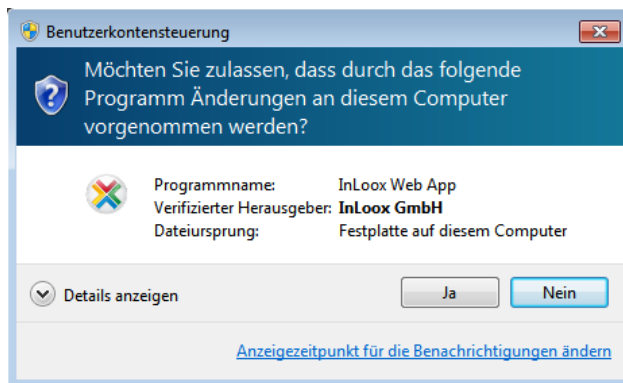 Benutzerkontensteuerung
Möchten Sie zulassen, dass durch das folgende
Programm Änderungen an diesem Computer
vorgenommen werden?
Programmname: InLoox Web App
Verifizierter Herausgeber: InLoox GmbH
Dateiursprung: Festplatte auf diesem Computer
Details anzeigen Ja Nein
Anzeigezeitpunkt für die Benachrichtigungen ändern